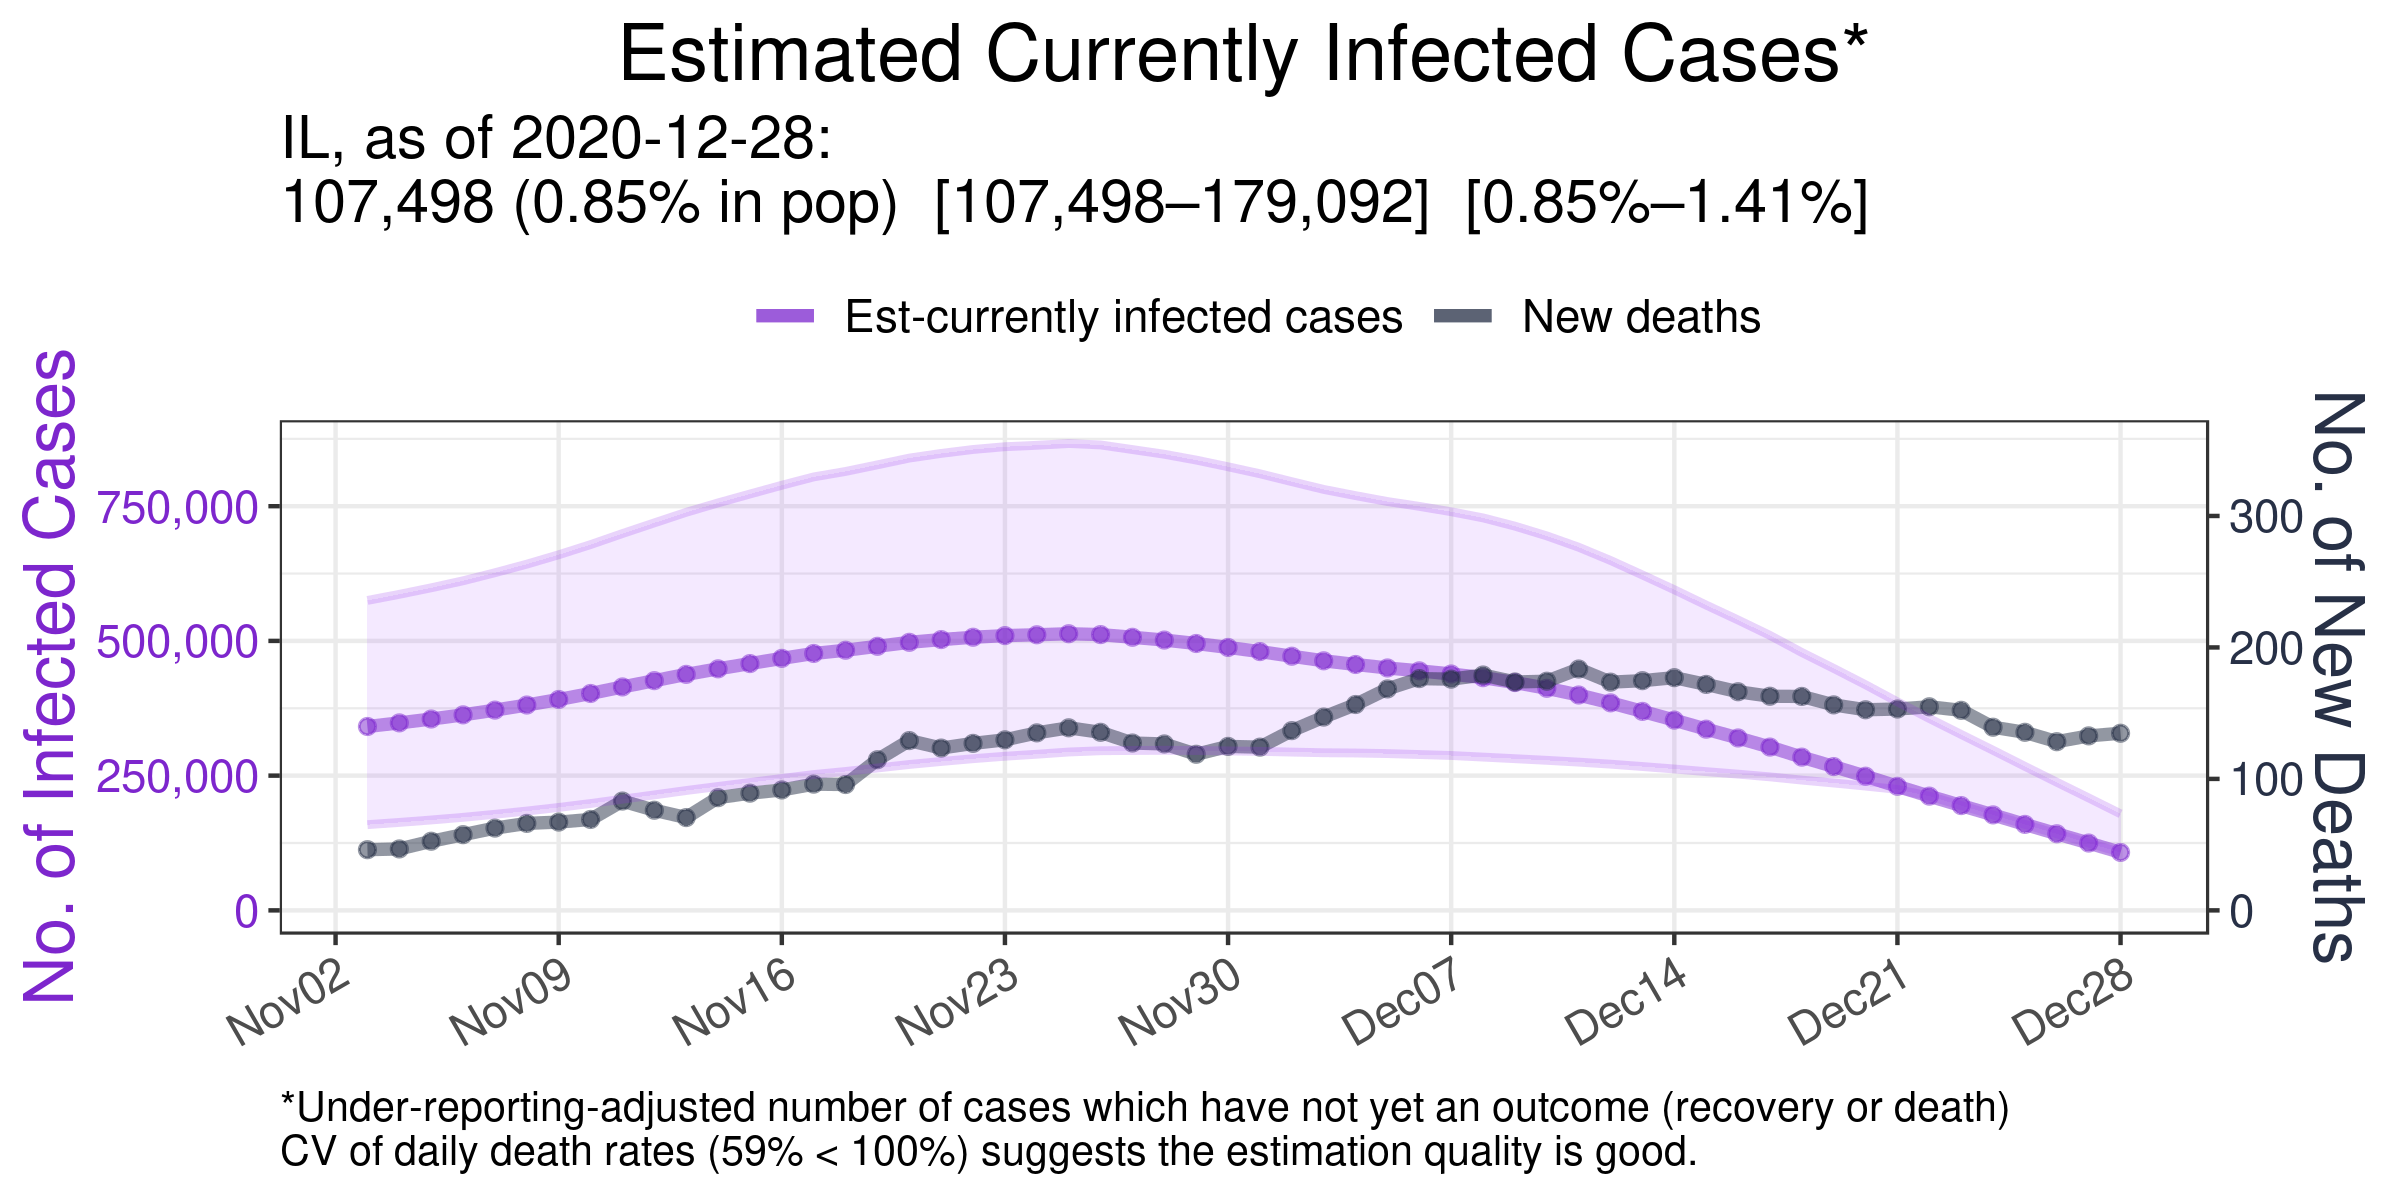 Estimated Currently Infected Cases*
IL, as of 2020-12-28:
107,498 (0.85% in pop)  [107,498–179,092]  [0.85%–1.41%]
Est-currently infected cases
New deaths
No. of Infected Cases
750,000
500,000
250,000
0
300
200
100
0
No. of New Deaths
Nov02
Nov09
Nov16
Nov23
Nov30
Dec07
Dec14
Dec21
Dec28
*Under-reporting-adjusted number of cases which have not yet an outcome (recovery or death)
CV of daily death rates (59% < 100%) suggests the estimation quality is good.